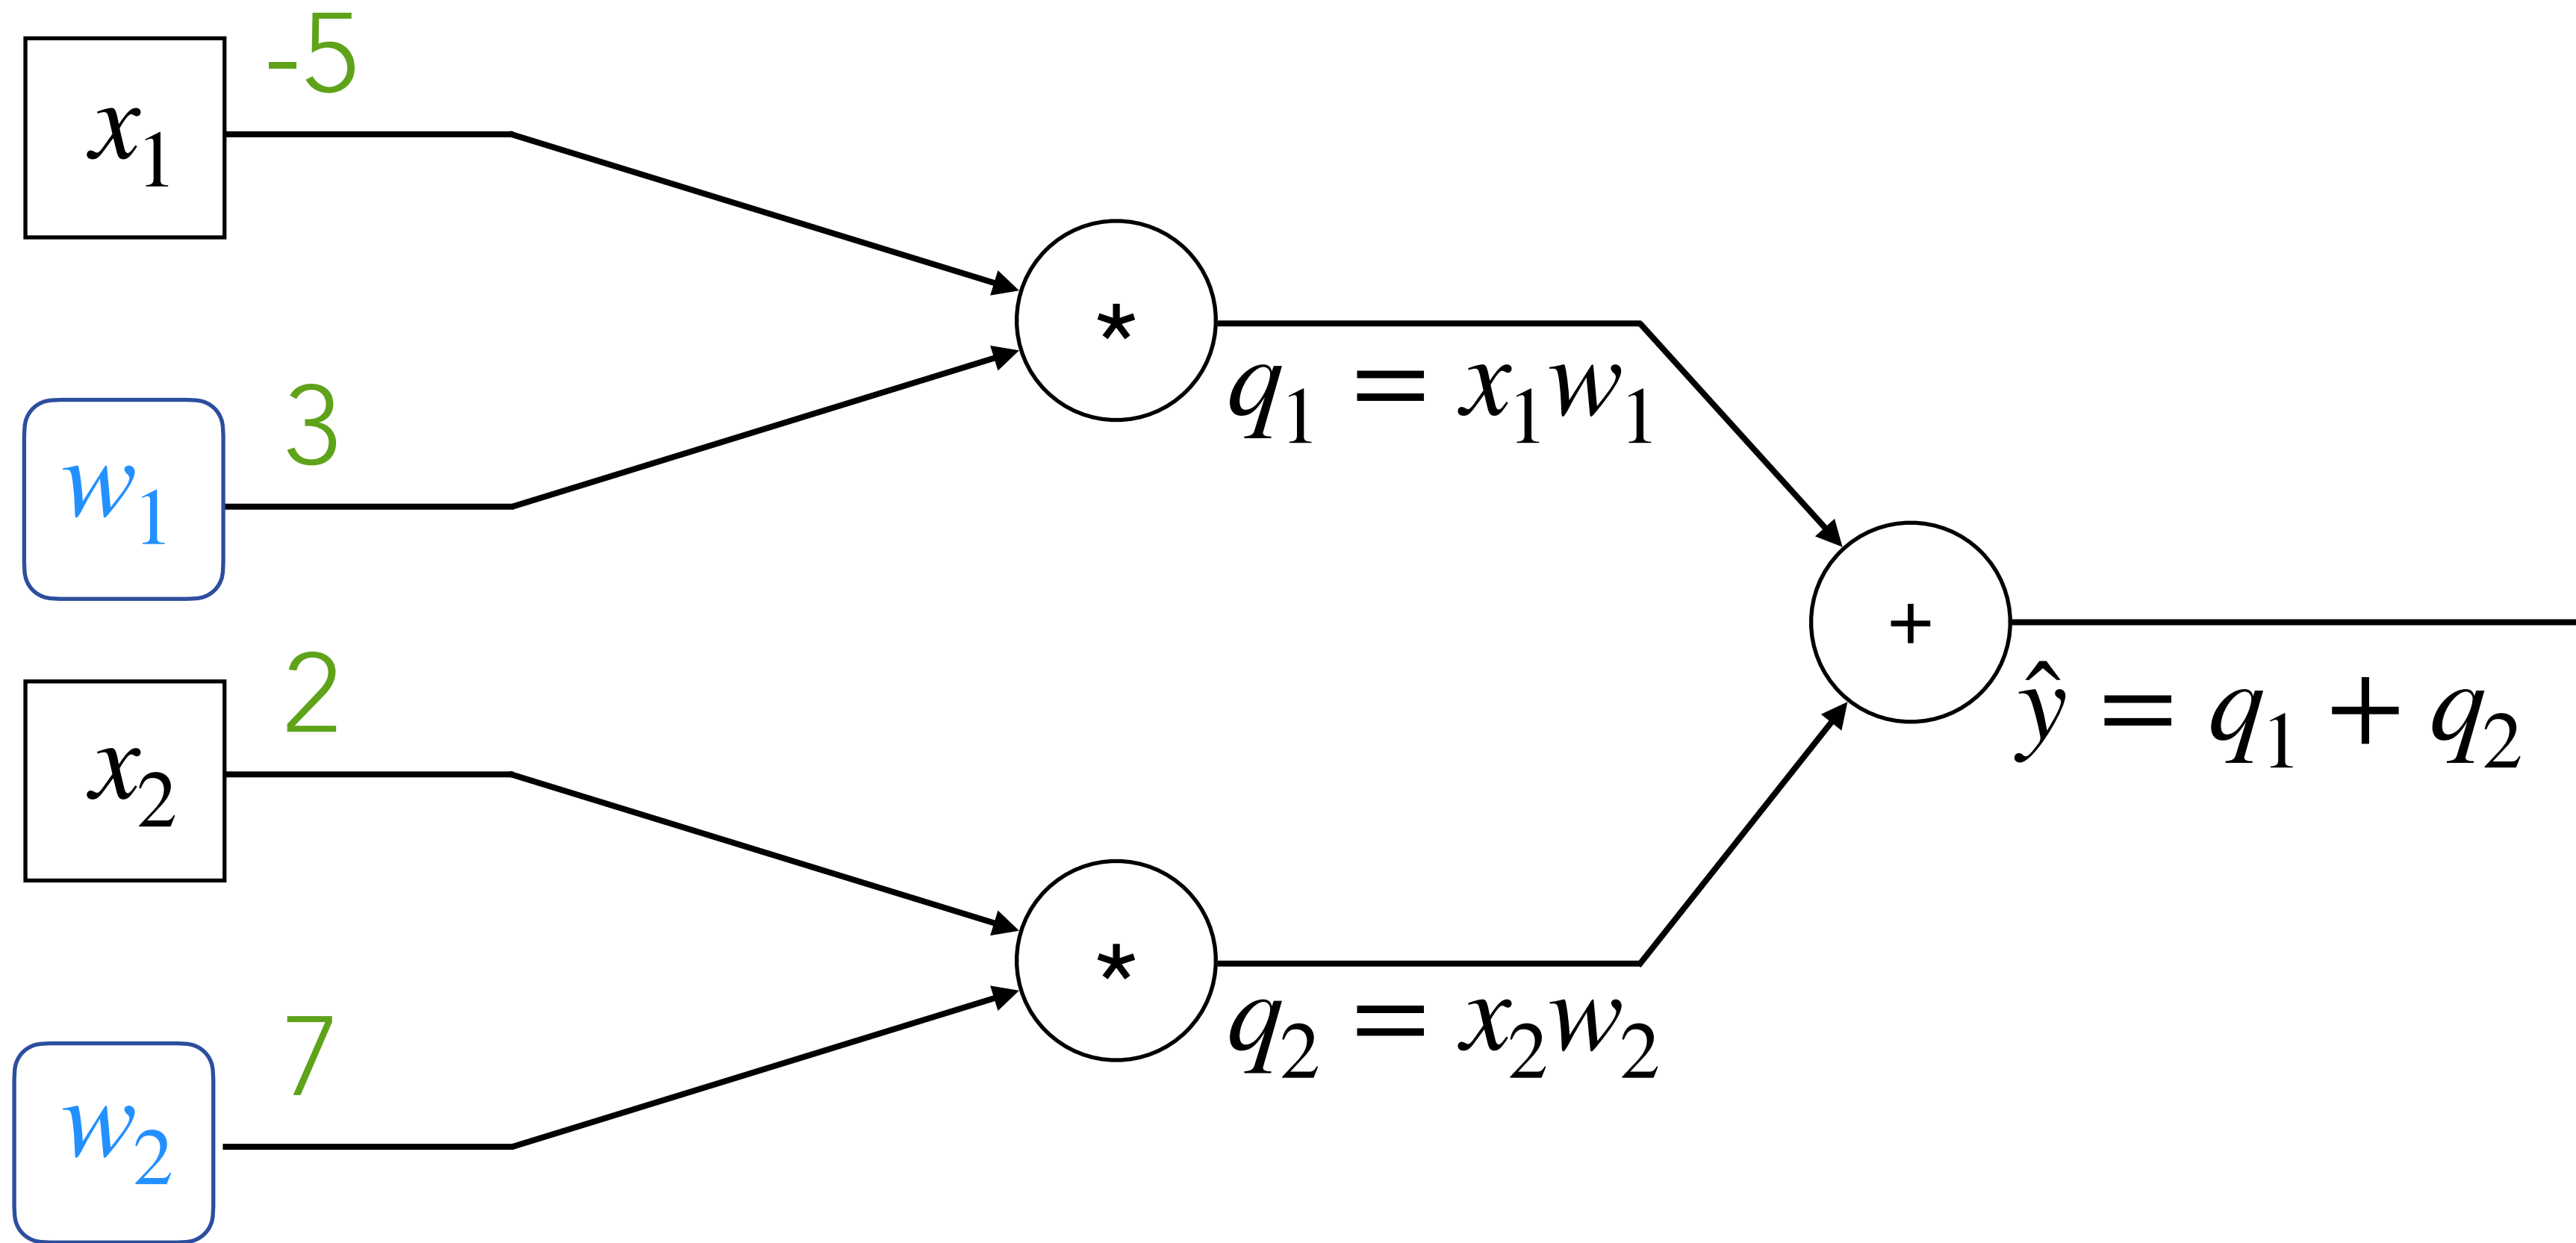 -5
x₁
*
q₁ = x₁w₁
3
w₁
+
ŷ = q₁ + q₂
2
x₂
*
q₂ = x₂w₂
7
w₂